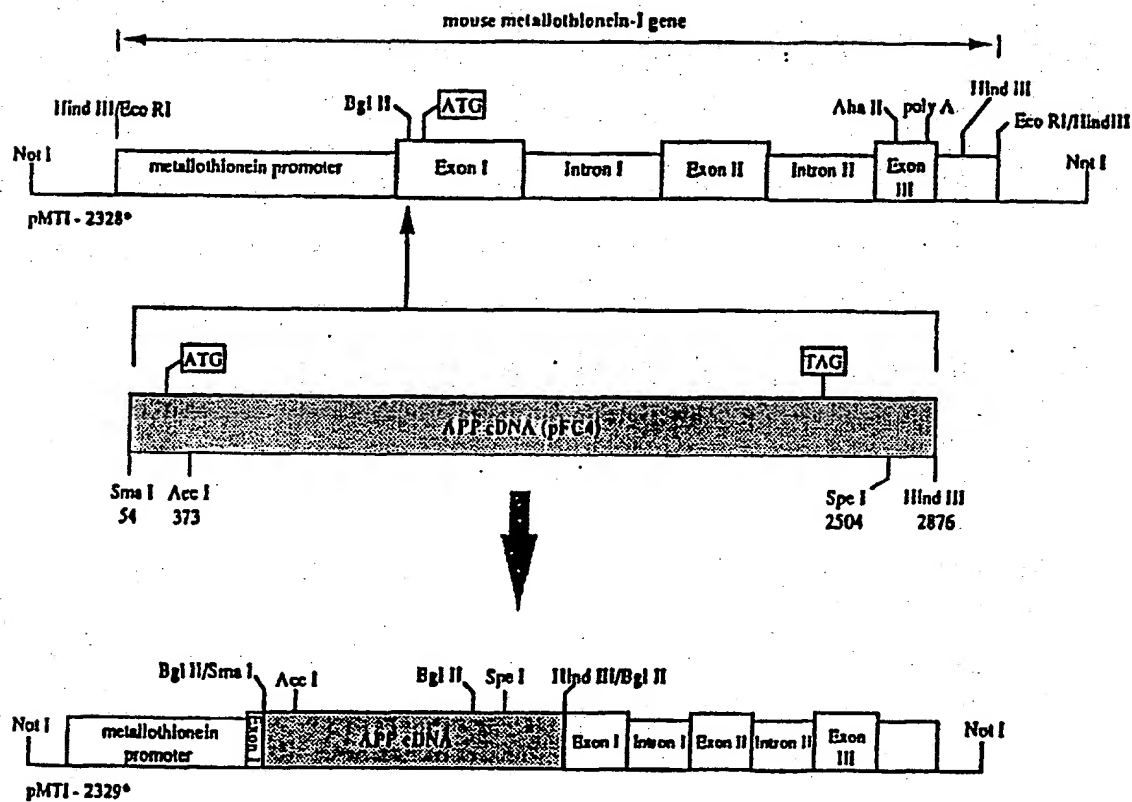 mouse metallothionein-I gene
Hind III/Eco RI
Bgl II
ATG
Aha II
poly A
Hind III
Eco RI/HindIII
Not I
metallothionein promoter
Exon I
Intron I
Exon II
Intron II
Exon
III
Not I
pMTI - 2328*
ATG
TAG
APP cDNA (pFC4)
Sma I
54
Acc I
373
Spe I
2504
Hind III
2876
Bgl II/Sma I
Acc I
Bgl II
Spe I
Hind III/Bgl II
Not I
metallothionein
promoter
Exon I
APP cDNA
Exon I
Intron I
Exon II
Intron II
Exon
III
Not I
pMTI - 2329*